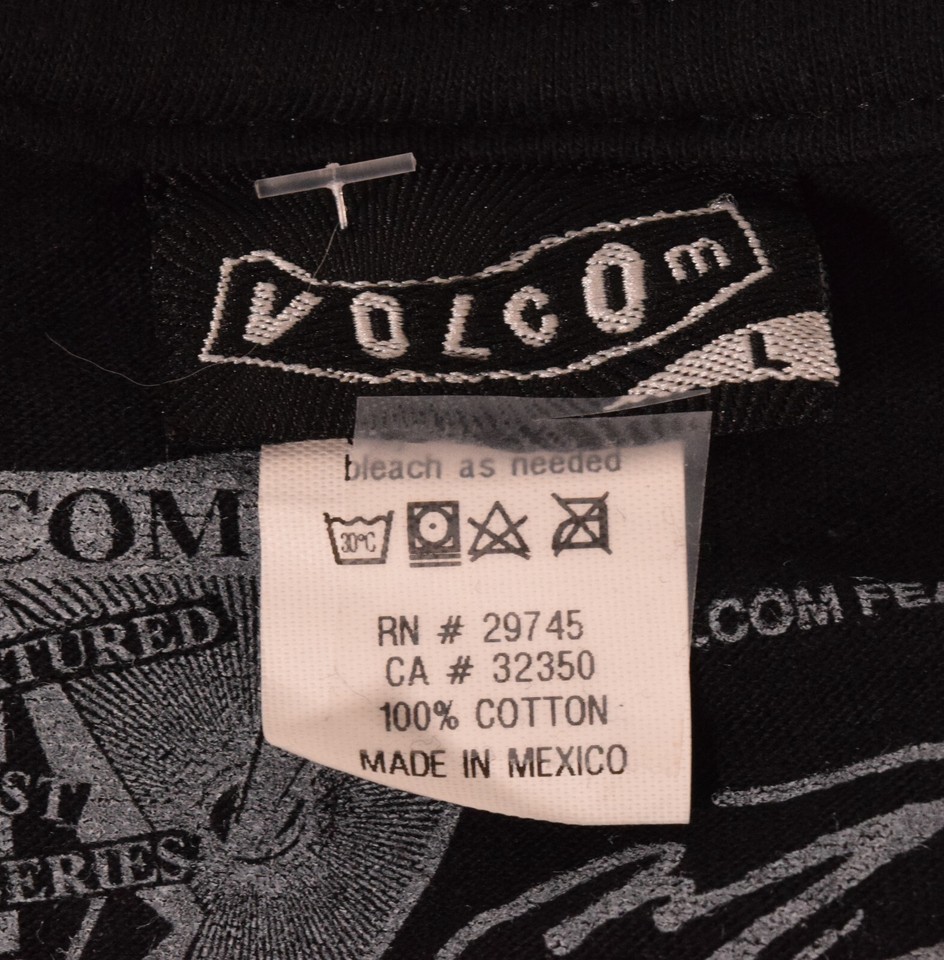 VOLCOM
L
bleach as needed
30°C
RN # 29745
CA # 32350
100% COTTON
MADE IN MEXICO
COM
TURED
ST
ERIES
.COM FEA